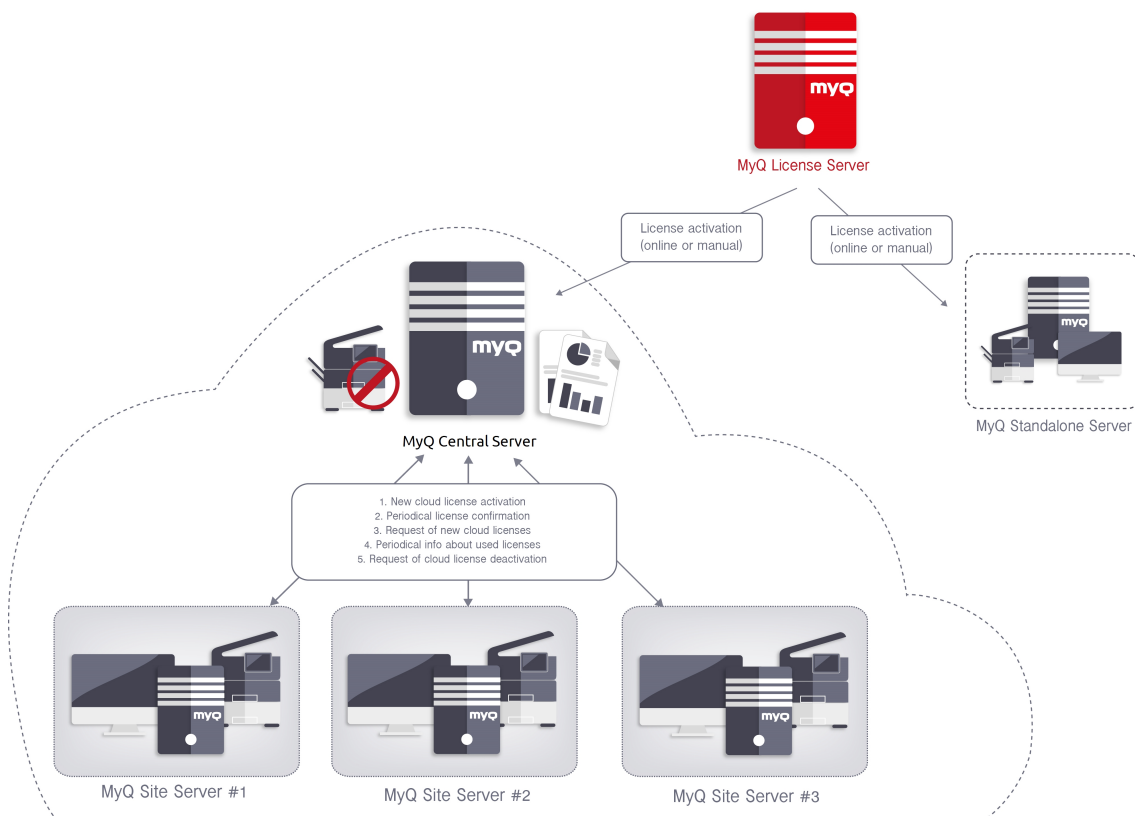 myQ
MyQ License Server
License activation
(online or manual)
License activation
(online or manual)
myQ
myQ
MyQ Central Server
MyQ Standalone Server
1. New cloud license activation
2. Periodical license confirmation
3. Request of new cloud licenses
4. Periodical info about used licenses
5. Request of cloud license deactivation
myQ
myQ
myQ
MyQ Site Server #1
MyQ Site Server #2
MyQ Site Server #3